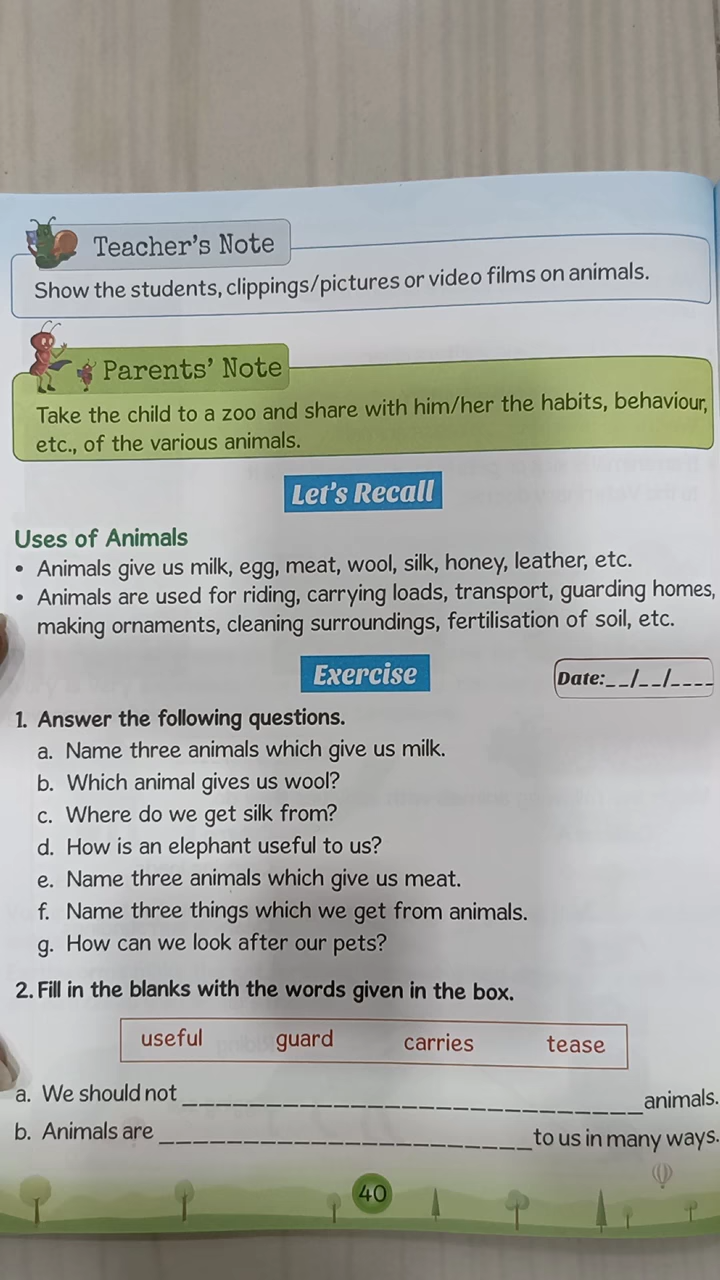 Teacher's Note
Show the students, clippings/pictures or video films on animals.
Parents' Note
Take the child to a zoo and share with him/her the habits, behaviour,
etc., of the various animals.
Let's Recall
Uses of Animals
• Animals give us milk, egg, meat, wool, silk, honey, leather, etc.
• Animals are used for riding, carrying loads, transport, guarding homes,
making ornaments, cleaning surroundings, fertilisation of soil, etc.
Exercise
Date:__/__/____
1. Answer the following questions.
a. Name three animals which give us milk.
b. Which animal gives us wool?
c. Where do we get silk from?
d. How is an elephant useful to us?
e. Name three animals which give us meat.
f. Name three things which we get from animals.
g. How can we look after our pets?
2. Fill in the blanks with the words given in the box.
useful guard carries tease
a. We should not ____________________________ animals.
b. Animals are _______________________ to us in many ways.
40